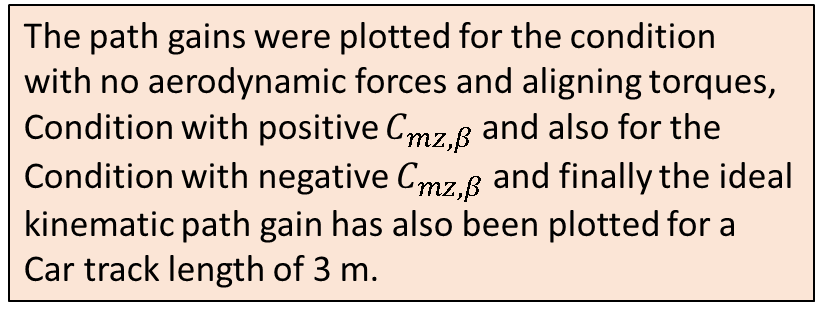 The path gains were plotted for the condition
with no aerodynamic forces and aligning torques,
Condition with positive $C_{mz,\beta}$ and also for the
Condition with negative $C_{mz,\beta}$ and finally the ideal
kinematic path gain has also been plotted for a
Car track length of 3 m.